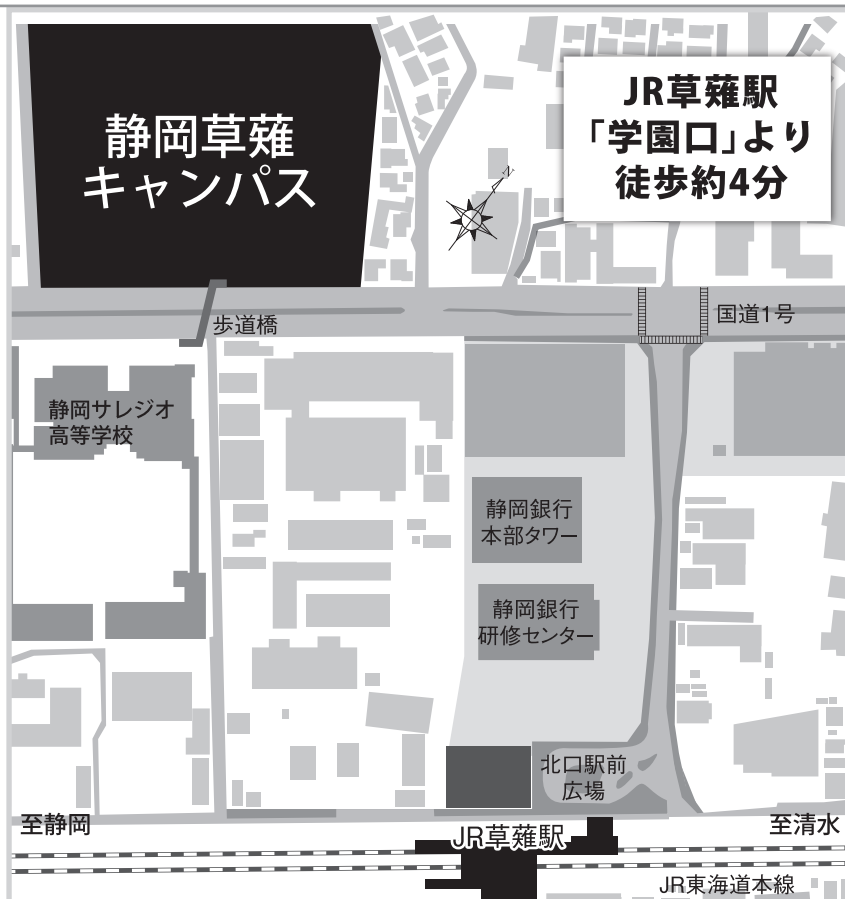 静岡草薙
キャンパス
JR草薙駅
「学園口」より
徒歩約4分
N
歩道橋
国道1号
静岡サレジオ
高等学校
静岡銀行
本部タワー
静岡銀行
研修センター
北口駅前
広場
至静岡
JR草薙駅
至清水
JR東海道本線